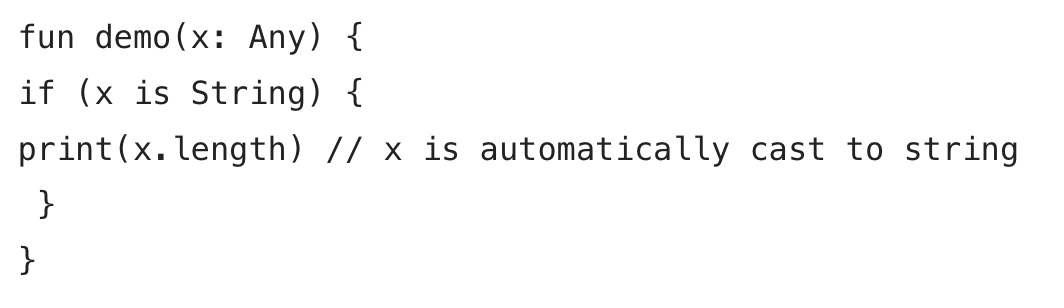 fun demo(x: Any) {
if (x is String) {
print(x.length) // x is automatically cast to string
 }
}